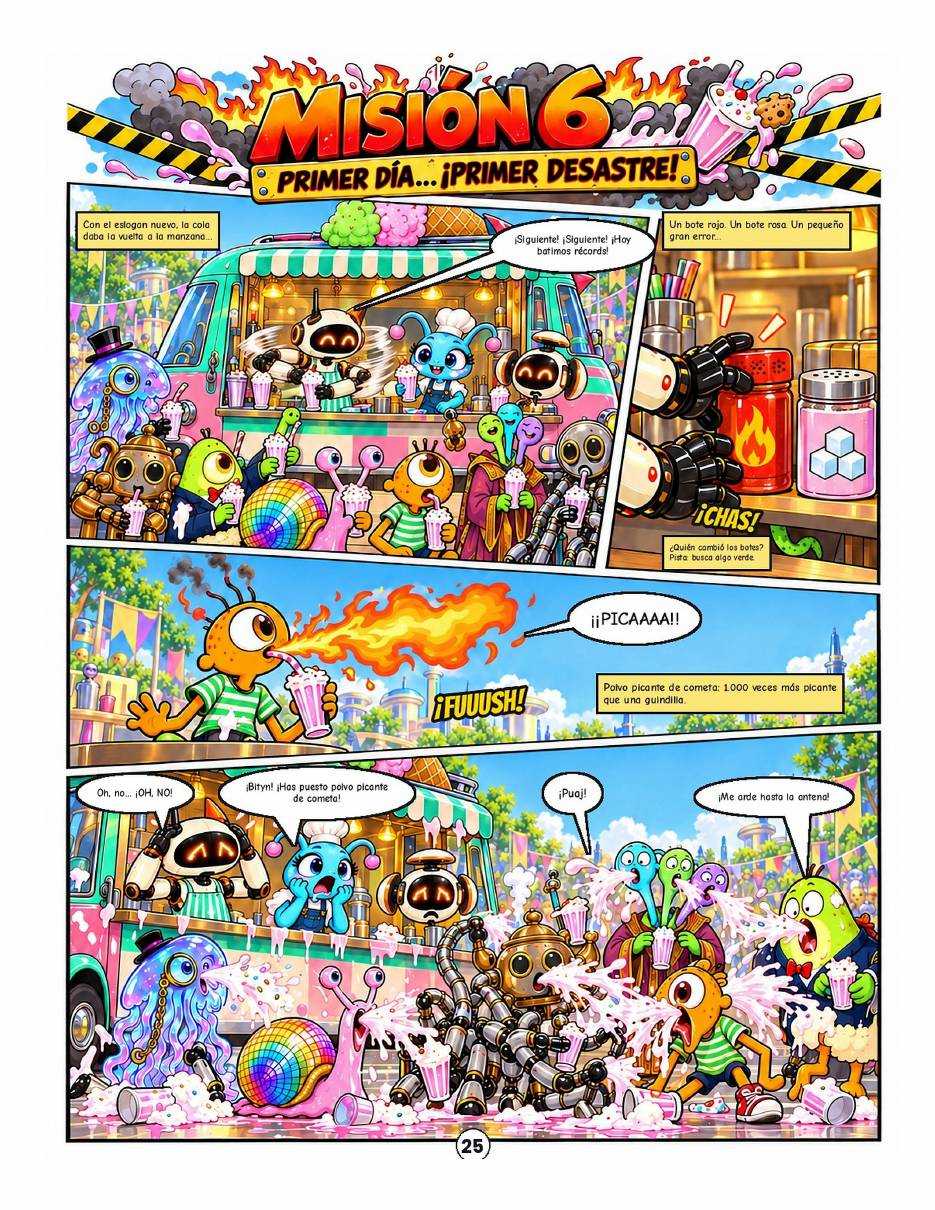 MISIÓN 6
PRIMER DÍA... ¡PRIMER DESASTRE!
Con el eslogan nuevo, la cola
daba la vuelta a la manzana...
¡Siguiente! ¡Siguiente! ¡Hoy
batimos récords!
Un bote rojo. Un bote rosa. Un pequeño
gran error...
¡CHAS!
¿Quién cambió los botes?
Pista: busca algo verde.
¡¡PICAAAA!!
¡FUUUSH!
Polvo picante de cometa: 1.000 veces más picante
que una guindilla.
Oh, no... ¡OH, NO!
¡Bityn! ¡Has puesto polvo picante
de cometa!
¡Puaj!
¡Me arde hasta la antena!
25